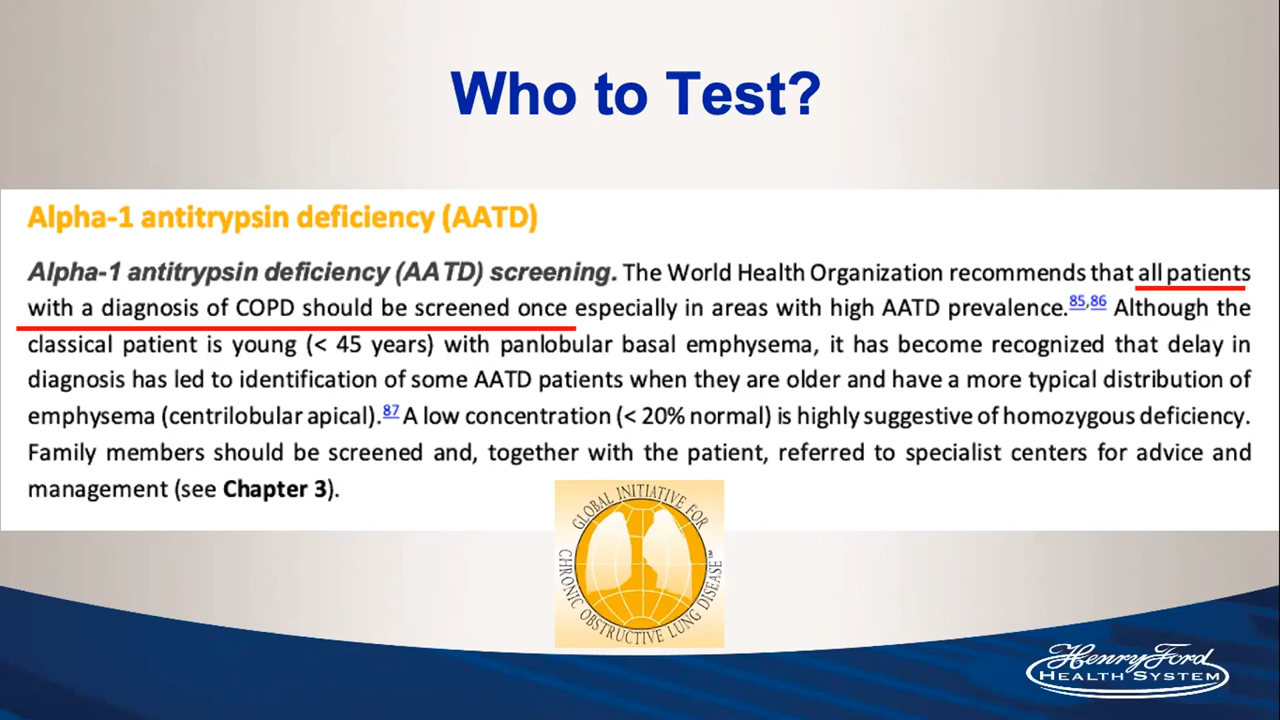 Who to Test?
Alpha-1 antitrypsin deficiency (AATD)
Alpha-1 antitrypsin deficiency (AATD) screening. The World Health Organization recommends that all patients
with a diagnosis of COPD should be screened once especially in areas with high AATD prevalence.85,86 Although the
classical patient is young (< 45 years) with panlobular basal emphysema, it has become recognized that delay in
diagnosis has led to identification of some AATD patients when they are older and have a more typical distribution of
emphysema (centrilobular apical).87 A low concentration (< 20% normal) is highly suggestive of homozygous deficiency.
Family members should be screened and, together with the patient, referred to specialist centers for advice and
management (see Chapter 3).
GLOBAL INITIATIVE FOR
CHRONIC OBSTRUCTIVE LUNG DISEASE™
Henry Ford
HEALTH SYSTEM